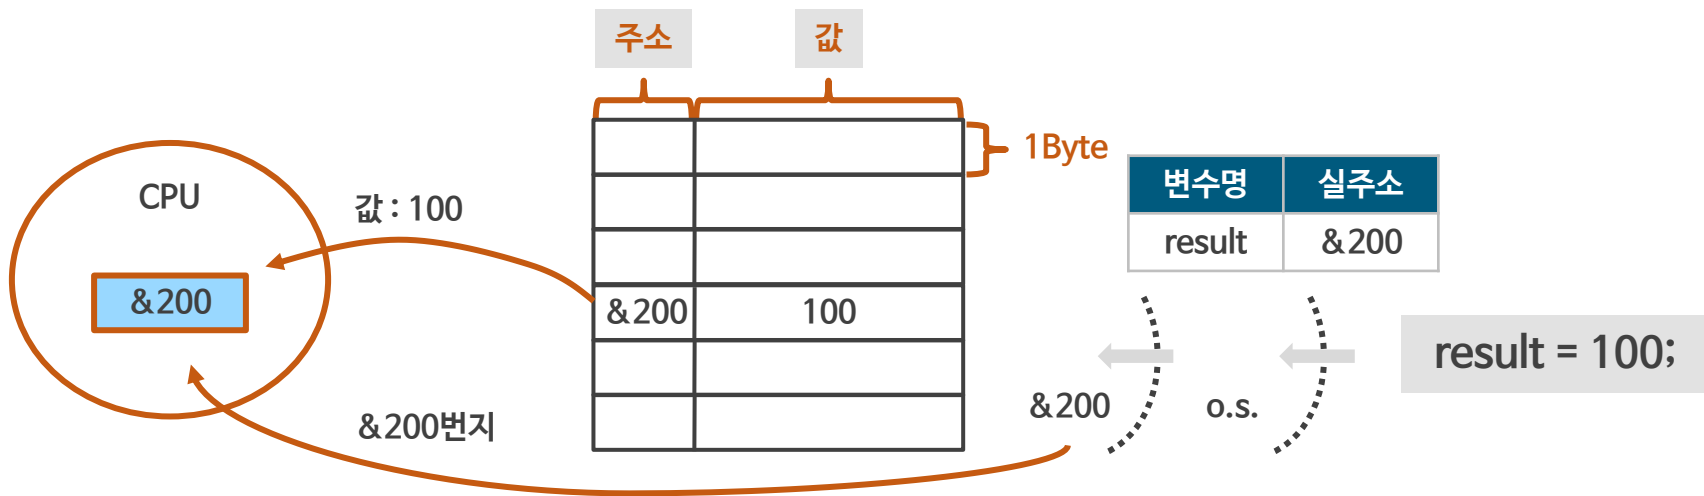 주소
값
1Byte
변수명
실주소
CPU
값 : 100
result
&200
&200
&200
100
result = 100;
&200
o.s.
&200번지